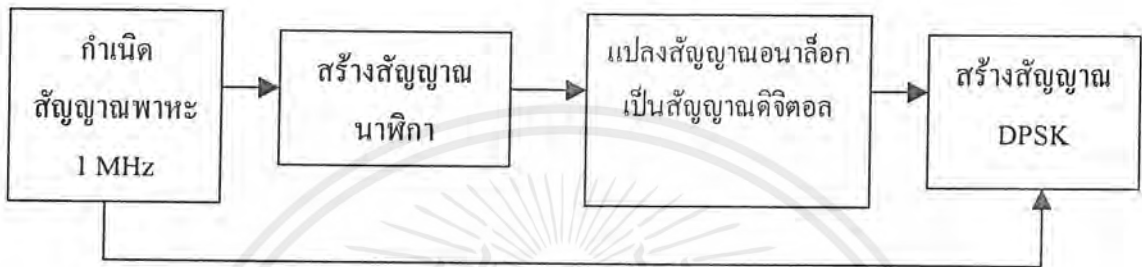 กำเนิด
สัญญาณพาหะ
1 MHz
สร้างสัญญาณ
นาฬิกา
แปลงสัญญาณอนาล็อก
เป็นสัญญาณดิจิตอล
สร้างสัญญาณ
DPSK